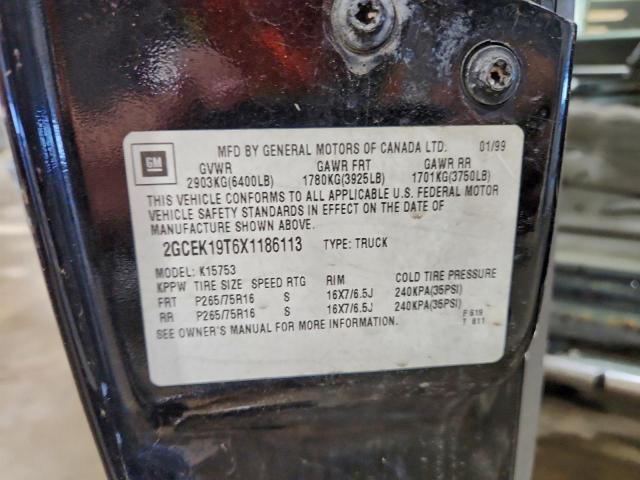 MFD BY GENERAL MOTORS OF CANADA LTD. 01/99
GM
GVWR GAWR FRT GAWR RR
2903KG(6400LB) 1780KG(3925LB) 1701KG(3750LB)
THIS VEHICLE CONFORMS TO ALL APPLICABLE U.S. FEDERAL MOTOR
VEHICLE SAFETY STANDARDS IN EFFECT ON THE DATE OF
MANUFACTURE SHOWN ABOVE.
2GCEK19T6X1186113 TYPE: TRUCK
MODEL: K15753
KPPW TIRE SIZE SPEED RTG RIM COLD TIRE PRESSURE
FRT P265/75R16 S 16X7/6.5J 240KPA(35PSI)
RR P265/75R16 S 16X7/6.5J 240KPA(35PSI)
SEE OWNER'S MANUAL FOR MORE INFORMATION.
F 619
T 811